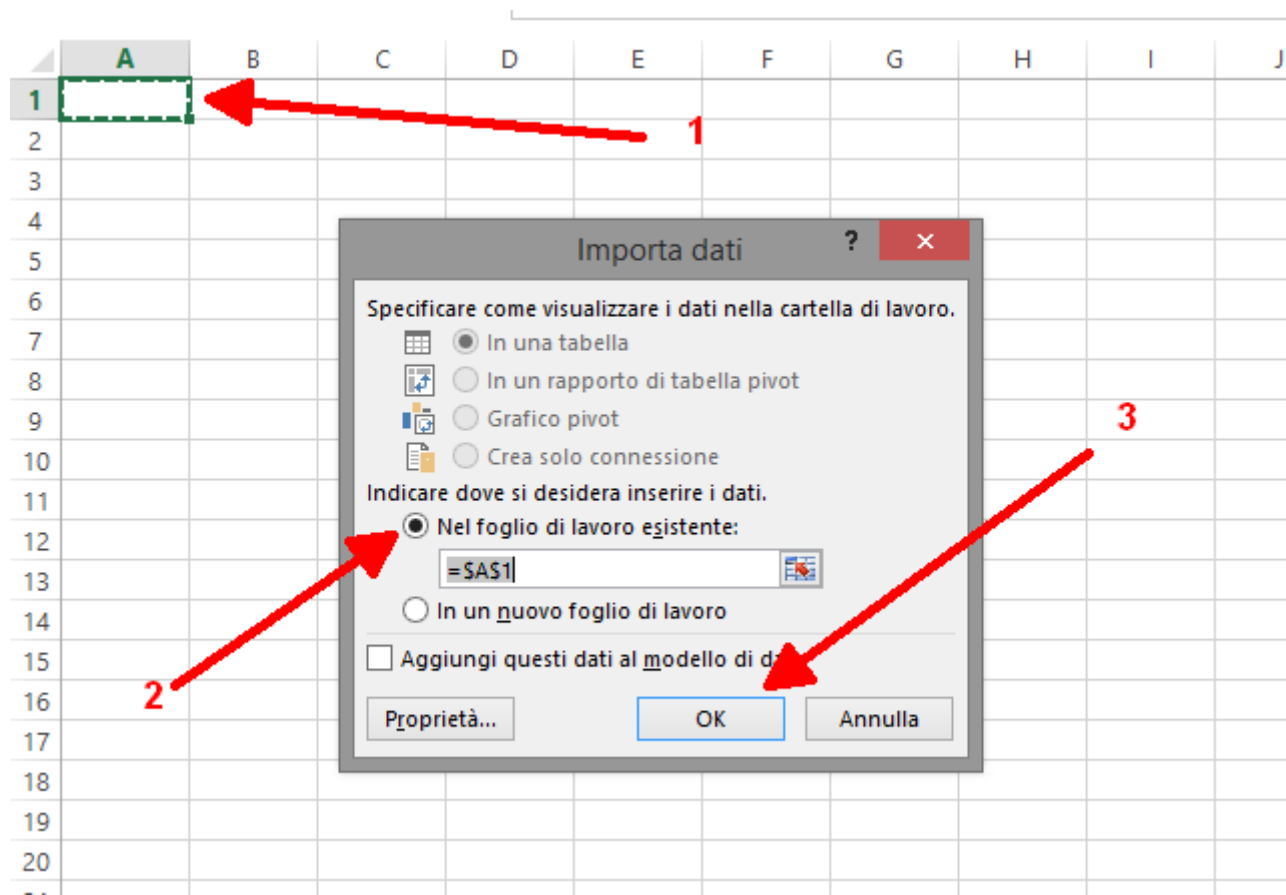 A B C D E F G H I J
1
1
2
3
4
Importa dati ?
5
6
Specificare come visualizzare i dati nella cartella di lavoro.
7
In una tabella
8
In un rapporto di tabella pivot
9
Grafico pivot
3
10
Crea solo connessione
11
Indicare dove si desidera inserire i dati.
12
Nel foglio di lavoro esistente:
13
=$A$1
14
In un nuovo foglio di lavoro
15
Aggiungi questi dati al modello di
16
2
Proprietà... OK Annulla
17
18
19
20